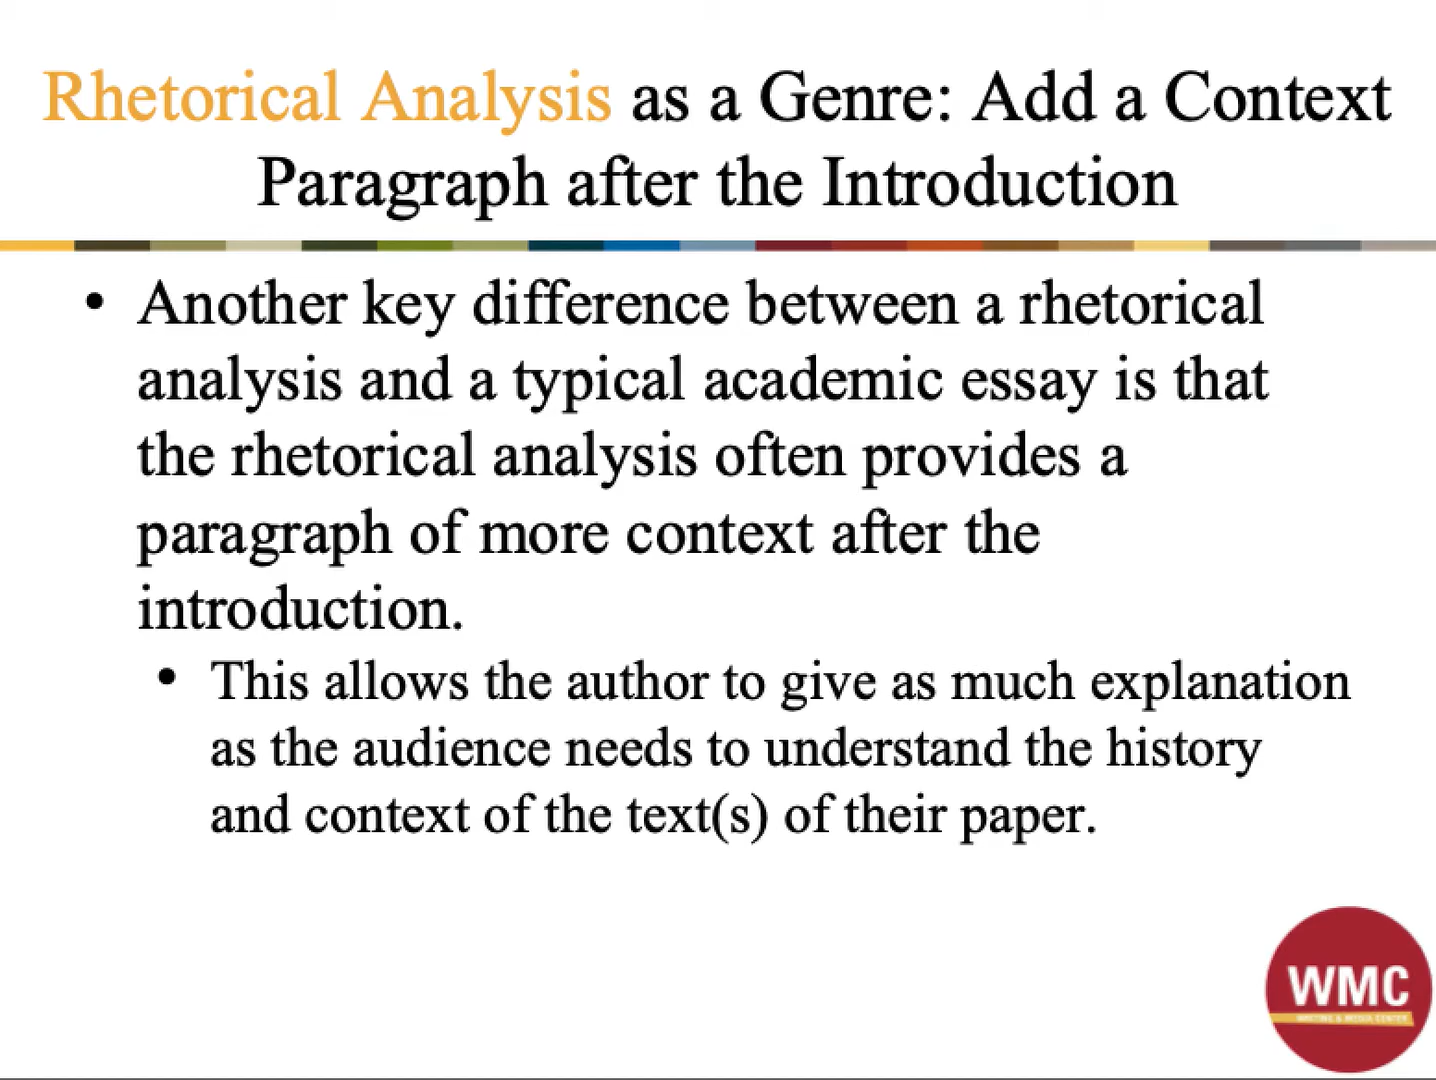 Rhetorical Analysis as a Genre: Add a Context
Paragraph after the Introduction
• Another key difference between a rhetorical
analysis and a typical academic essay is that
the rhetorical analysis often provides a
paragraph of more context after the
introduction.
• This allows the author to give as much explanation
as the audience needs to understand the history
and context of the text(s) of their paper.
WMC
WRITING & MEDIA CENTER